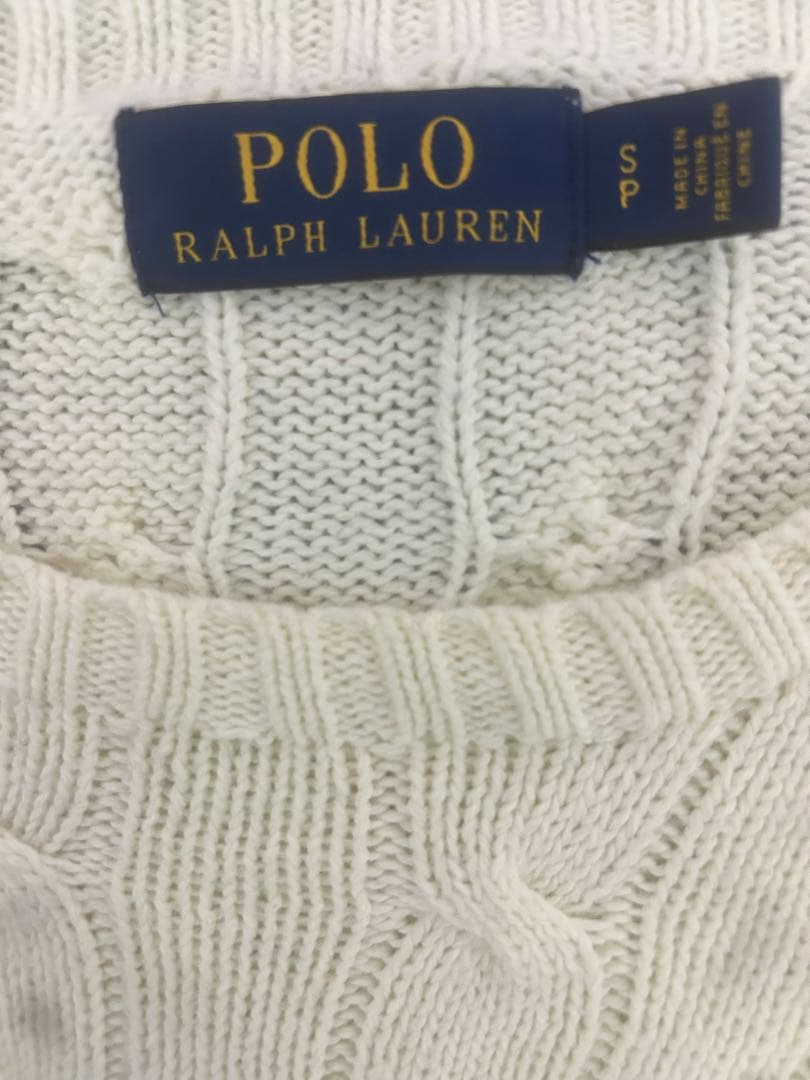 POLO
RALPH LAUREN
S
P
MADE IN
CHINA
FABRIQUÉ EN
CHINE